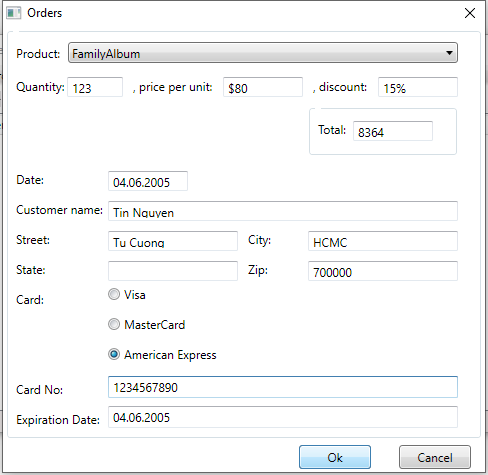 Orders
Product: FamilyAlbum
Quantity: 123 , price per unit: $80 , discount: 15%
Total: 8364
Date: 04.06.2005
Customer name: Tin Nguyen
Street: Tu Cuong City: HCMC
State: Zip: 700000
Card: Visa
MasterCard
American Express
Card No: 1234567890
Expiration Date: 04.06.2005
Ok Cancel